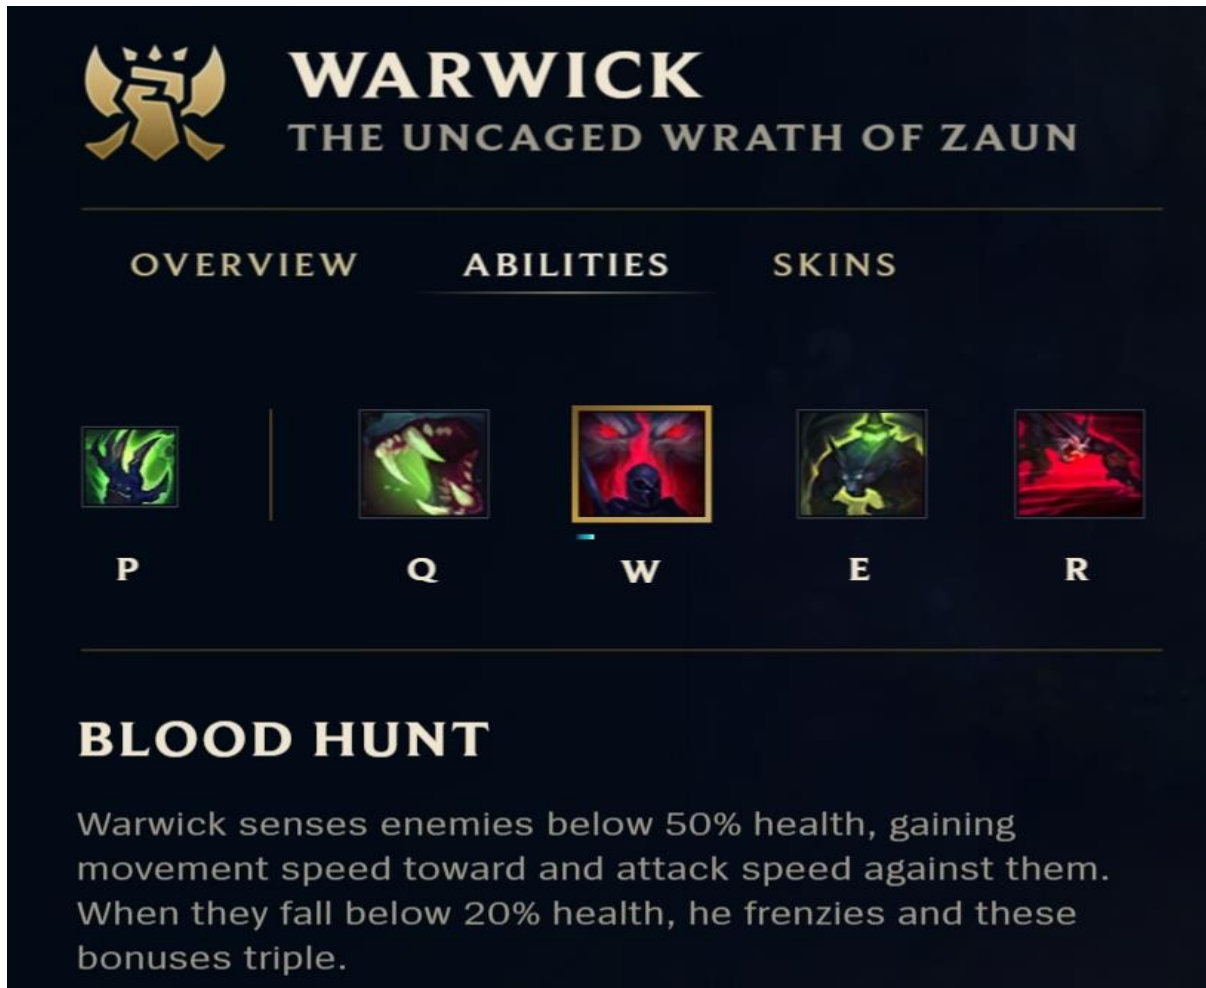 WARWICK
THE UNCAGED WRATH OF ZAUN
OVERVIEW ABILITIES SKINS
P Q W E R
BLOOD HUNT
Warwick senses enemies below 50% health, gaining
movement speed toward and attack speed against them.
When they fall below 20% health, he frenzies and these
bonuses triple.